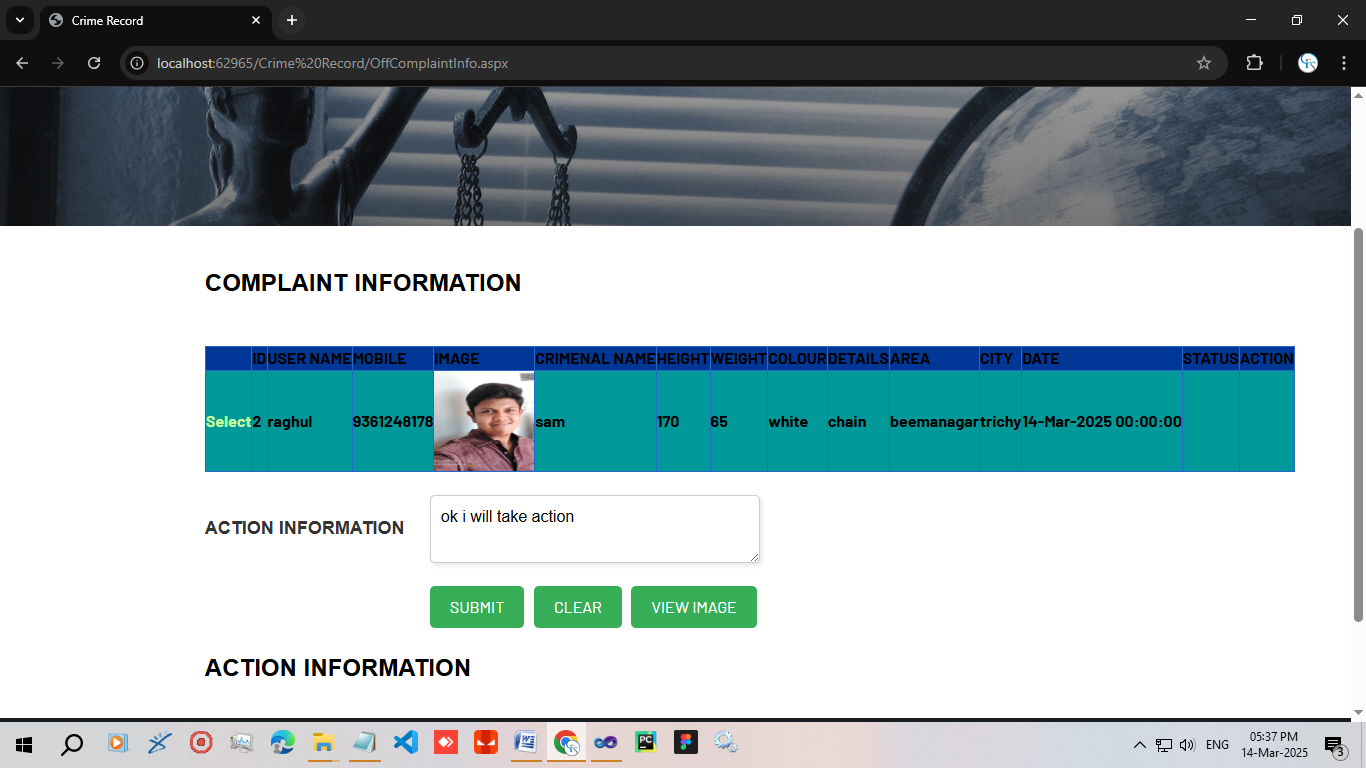 Crime Record
localhost:62965/Crime%20Record/OffComplaintInfo.aspx
COMPLAINT INFORMATION
ID USER NAME MOBILE IMAGE CRIMENAL NAME HEIGHT WEIGHT COLOUR DETAILS AREA CITY DATE STATUS ACTION
Select 2 raghul 9361248178 sam 170 65 white chain beemanagar trichy 14-Mar-2025 00:00:00
ACTION INFORMATION
ok i will take action
SUBMIT CLEAR VIEW IMAGE
ACTION INFORMATION
ENG
05:37 PM
14-Mar-2025
3